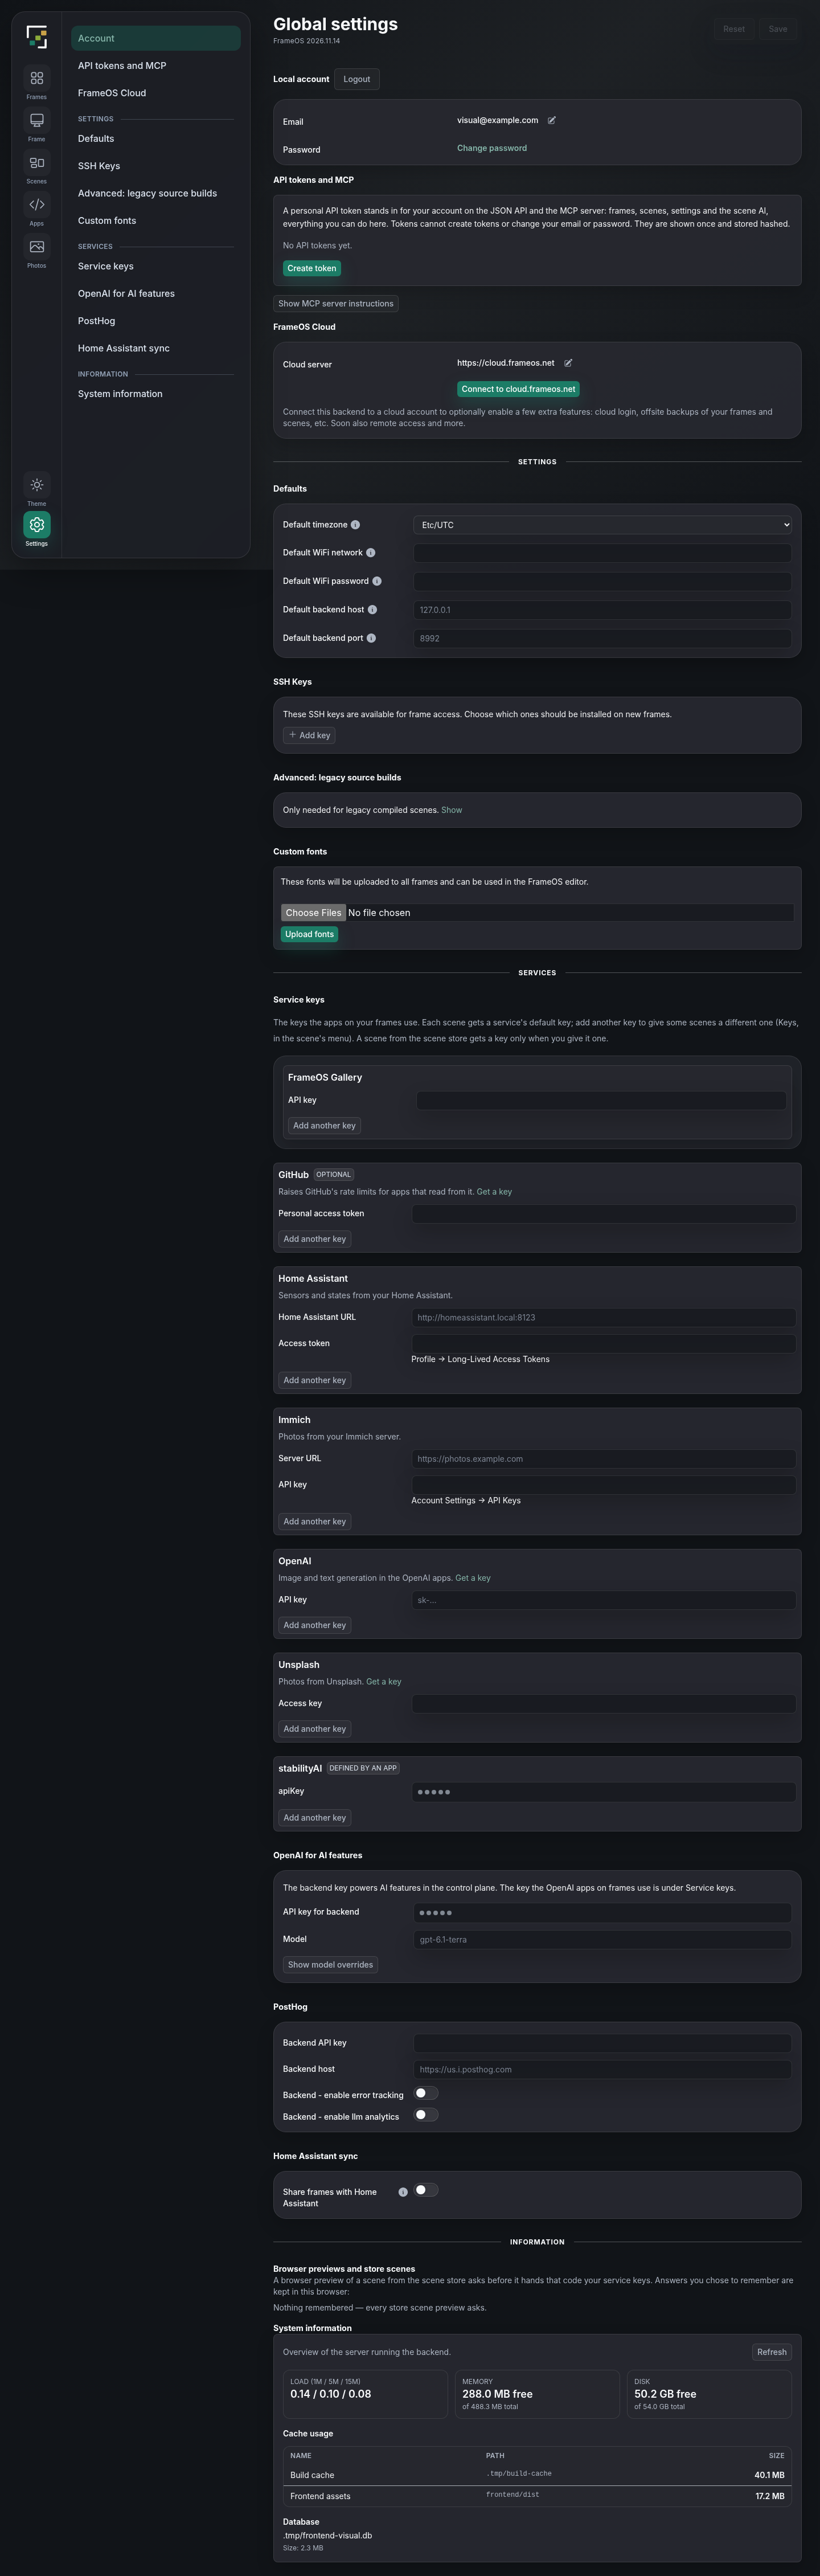 Frames
Frame
Scenes
Apps
Photos
Theme
Settings
Account
API tokens and MCP
FrameOS Cloud
SETTINGS
Defaults
SSH Keys
Advanced: legacy source builds
Custom fonts
SERVICES
Service keys
OpenAI for AI features
PostHog
Home Assistant sync
INFORMATION
System information
Global settings
FrameOS 2026.11.14
Reset
Save
Local account
Logout
Email
visual@example.com
Password
Change password
API tokens and MCP
A personal API token stands in for your account on the JSON API and the MCP server: frames, scenes, settings and the scene AI,
everything you can do here. Tokens cannot create tokens or change your email or password. They are shown once and stored hashed.
No API tokens yet.
Create token
Show MCP server instructions
FrameOS Cloud
Cloud server
https://cloud.frameos.net
Connect to cloud.frameos.net
Connect this backend to a cloud account to optionally enable a few extra features: cloud login, offsite backups of your frames and
scenes, etc. Soon also remote access and more.
SETTINGS
Defaults
Default timezone
Etc/UTC
Default WiFi network
Default WiFi password
Default backend host
127.0.0.1
Default backend port
8992
SSH Keys
These SSH keys are available for frame access. Choose which ones should be installed on new frames.
Add key
Advanced: legacy source builds
Only needed for legacy compiled scenes. Show
Custom fonts
These fonts will be uploaded to all frames and can be used in the FrameOS editor.
Choose Files No file chosen
Upload fonts
SERVICES
Service keys
The keys the apps on your frames use. Each scene gets a service's default key; add another key to give some scenes a different one (Keys,
in the scene's menu). A scene from the scene store gets a key only when you give it one.
FrameOS Gallery
API key
Add another key
GitHub OPTIONAL
Raises GitHub's rate limits for apps that read from it. Get a key
Personal access token
Add another key
Home Assistant
Sensors and states from your Home Assistant.
Home Assistant URL
http://homeassistant.local:8123
Access token
Profile → Long-Lived Access Tokens
Add another key
Immich
Photos from your Immich server.
Server URL
https://photos.example.com
API key
Account Settings → API Keys
Add another key
OpenAI
Image and text generation in the OpenAI apps. Get a key
API key
sk-...
Add another key
Unsplash
Photos from Unsplash. Get a key
Access key
Add another key
stabilityAI DEFINED BY AN APP
apiKey
●●●●●
Add another key
OpenAI for AI features
The backend key powers AI features in the control plane. The key the OpenAI apps on frames use is under Service keys.
API key for backend
●●●●●
Model
gpt-6.1-terra
Show model overrides
PostHog
Backend API key
Backend host
https://us.i.posthog.com
Backend - enable error tracking
Backend - enable llm analytics
Home Assistant sync
Share frames with Home
Assistant
INFORMATION
Browser previews and store scenes
A browser preview of a scene from the scene store asks before it hands that code your service keys. Answers you chose to remember are
kept in this browser:
Nothing remembered — every store scene preview asks.
System information
Overview of the server running the backend.
Refresh
LOAD (1M / 5M / 15M)
0.14 / 0.10 / 0.08
MEMORY
288.0 MB free
of 488.3 MB total
DISK
50.2 GB free
of 54.0 GB total
Cache usage
NAME PATH SIZE
Build cache .tmp/build-cache 40.1 MB
Frontend assets frontend/dist 17.2 MB
Database
.tmp/frontend-visual.db
Size: 2.3 MB